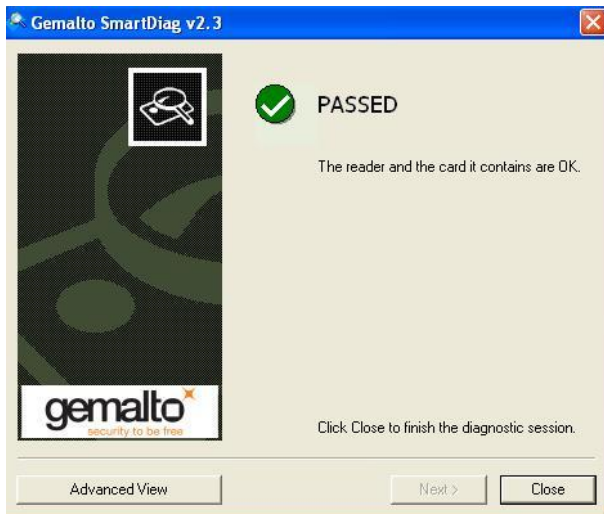 Gemalto SmartDiag v2.3
PASSED
The reader and the card it contains are OK.
gemalto
security to be free
Click Close to finish the diagnostic session.
Advanced View
Next >
Close